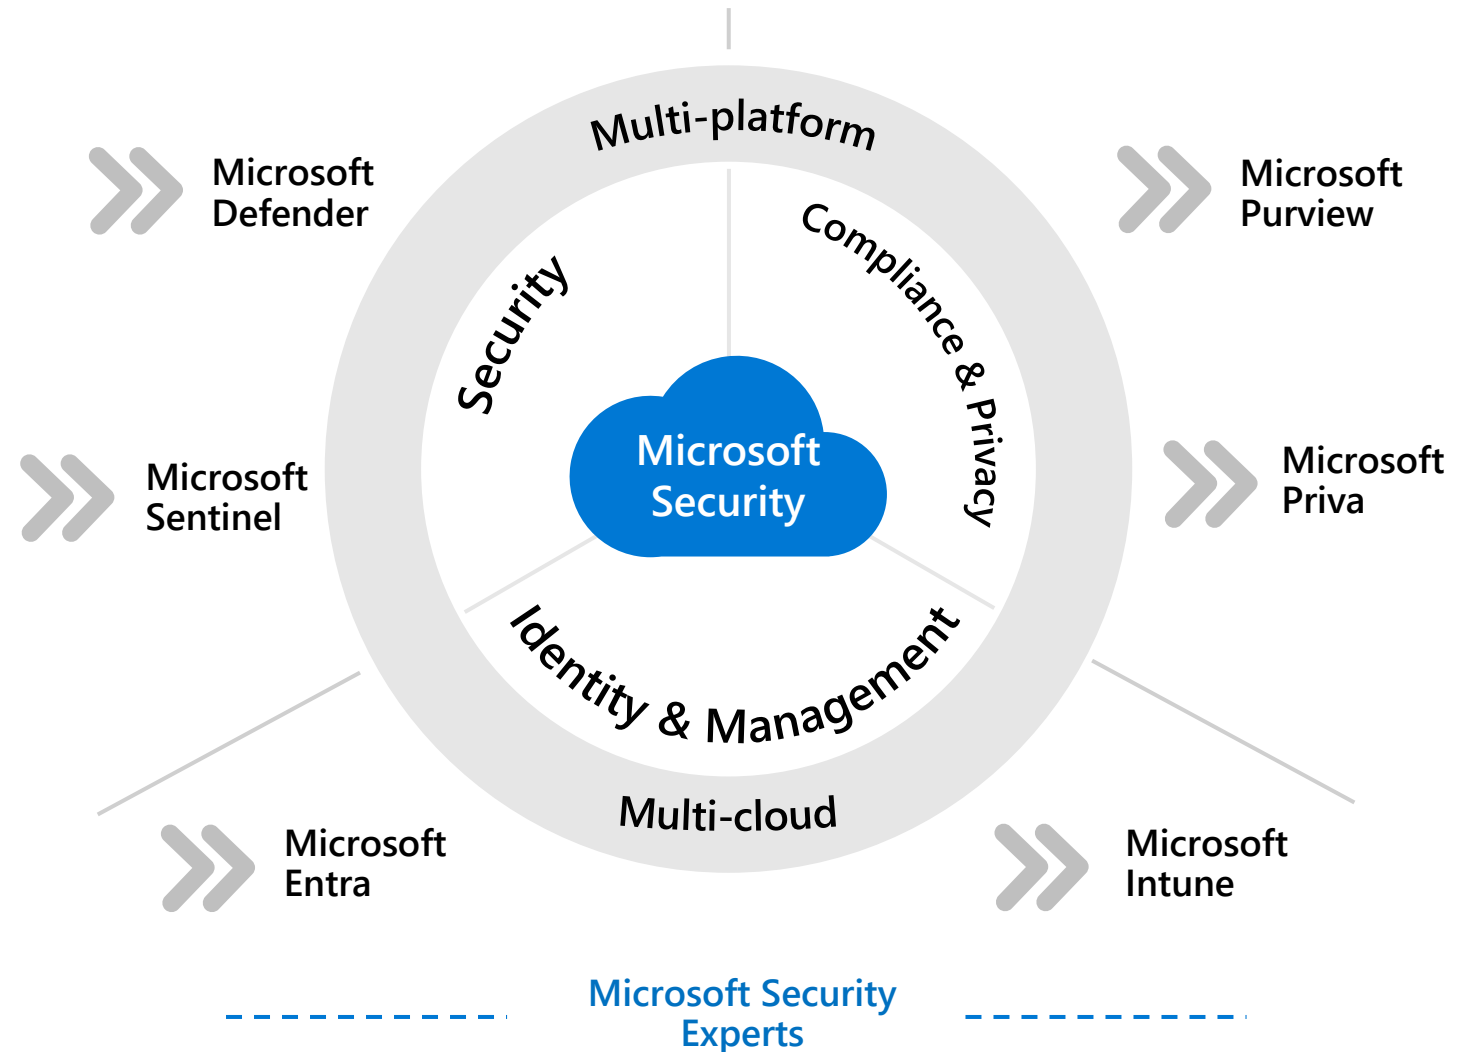 Multi-platform
Microsoft
Defender
Microsoft
Purview
Security
Compliance & Privacy
Microsoft
Security
Microsoft
Sentinel
Microsoft
Priva
Identity & Management
Multi-cloud
Microsoft
Entra
Microsoft
Intune
Microsoft Security
Experts